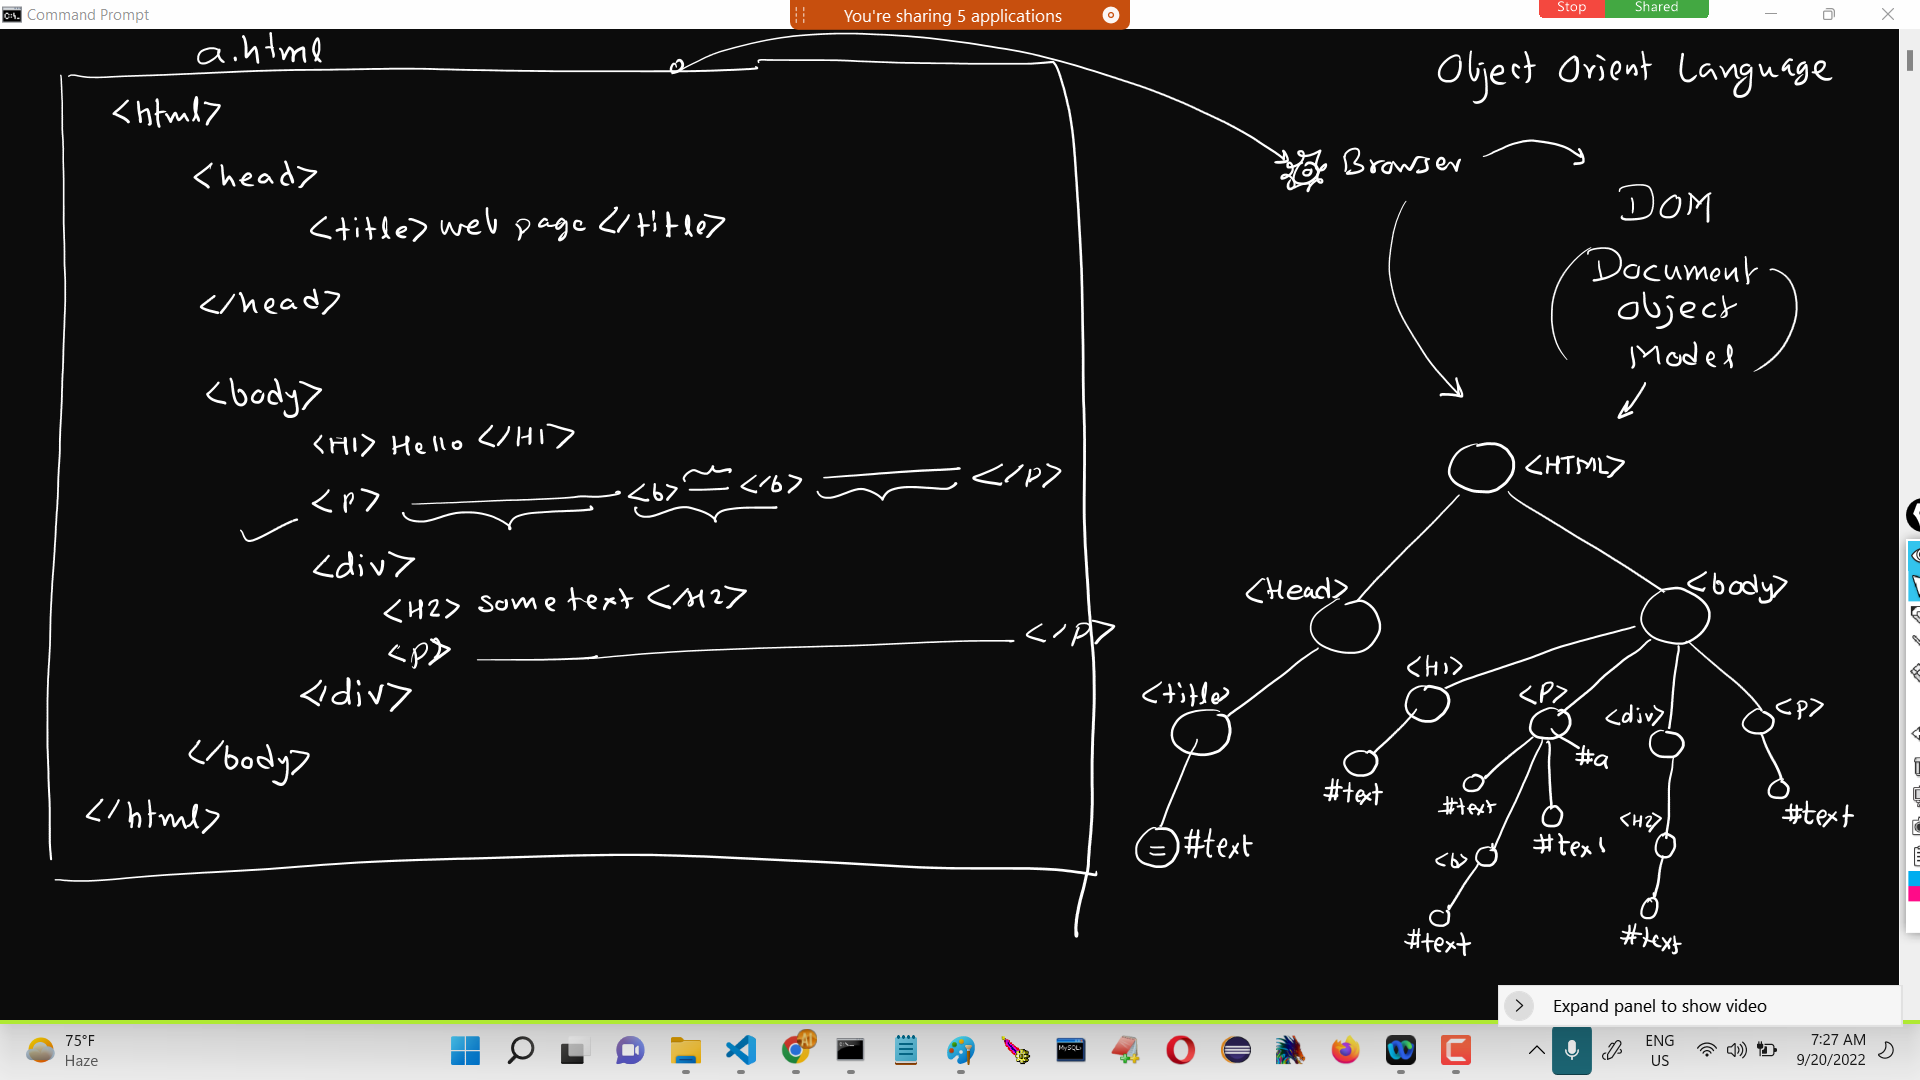 Command Prompt
You're sharing 5 applications
Stop
Shared
a.html
<html>
<head>
<title> web page </title>
</head>
<body>
<H1> Hello </H1>
<p> <b> </b> </p>
<div>
<H2> some text </H2>
<p> </p>
</div>
</body>
</html>
Object Orient Language
Browser
DOM
(Document
Object
Model)
<HTML>
<Head>
<body>
<title>
#text
<H1>
#text
<P>
#text
#a
#text
<b>
#text
<div>
<H2>
#text
<p>
#text
Expand panel to show video
75°F
Haze
ENG
US
7:27 AM
9/20/2022